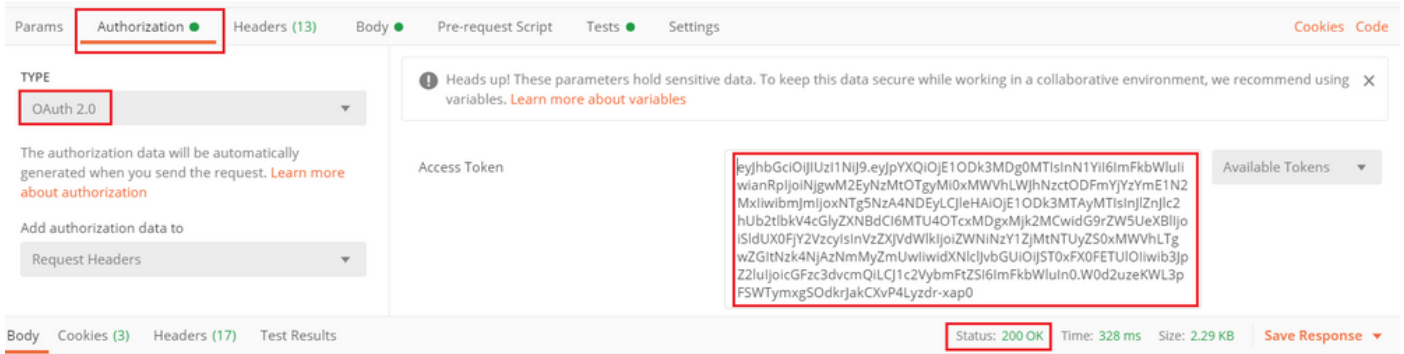 Params Authorization Headers (13) Body Pre-request Script Tests Settings Cookies Code
TYPE
OAuth 2.0
The authorization data will be automatically
generated when you send the request. Learn more
about authorization
Add authorization data to
Request Headers
Heads up! These parameters hold sensitive data. To keep this data secure while working in a collaborative environment, we recommend using
variables. Learn more about variables
Access Token
eyJhbGciOiJIUzI1NiJ9.eyJpYXQiOjE1ODk3MDg0MTIsInN1YiI6ImFkbWluIi
wianRpIjoiNjgwM2EyNzMtOTgyMi0xMWVhLWJhNzctODFmYjYzYmE1N2
MxIiwibmJmIjoxNTg5NzA4NDEyLCJleHAiOjE1ODk3MTAyMTIsInJlZnJlc2
hUb2tlbkV4cGlyZXNBdCI6MTU4OTcxMDgxMjk2MCwidG9rZW5UeXBlIjo
iSldUX0FjY2VzcyIsInVzZXJVdWlkIjoiZWNiNzY1ZjMtNTUyZS0xMWVhLTg
wZGItNzk4NjAzNmMyZmUwIiwidXNlclJvbGUiOiJST0xFX0FETUlOIiwib3Jp
Z2luIjoicGFzc3dvcmQiLCJ1c2VybmFtZSI6ImFkbWluIn0.W0d2uzeKWL3p
FSWTymxgSOdkrJakCXvP4Lyzdr-xap0
Available Tokens
Body Cookies (3) Headers (17) Test Results Status: 200 OK Time: 328 ms Size: 2.29 KB Save Response